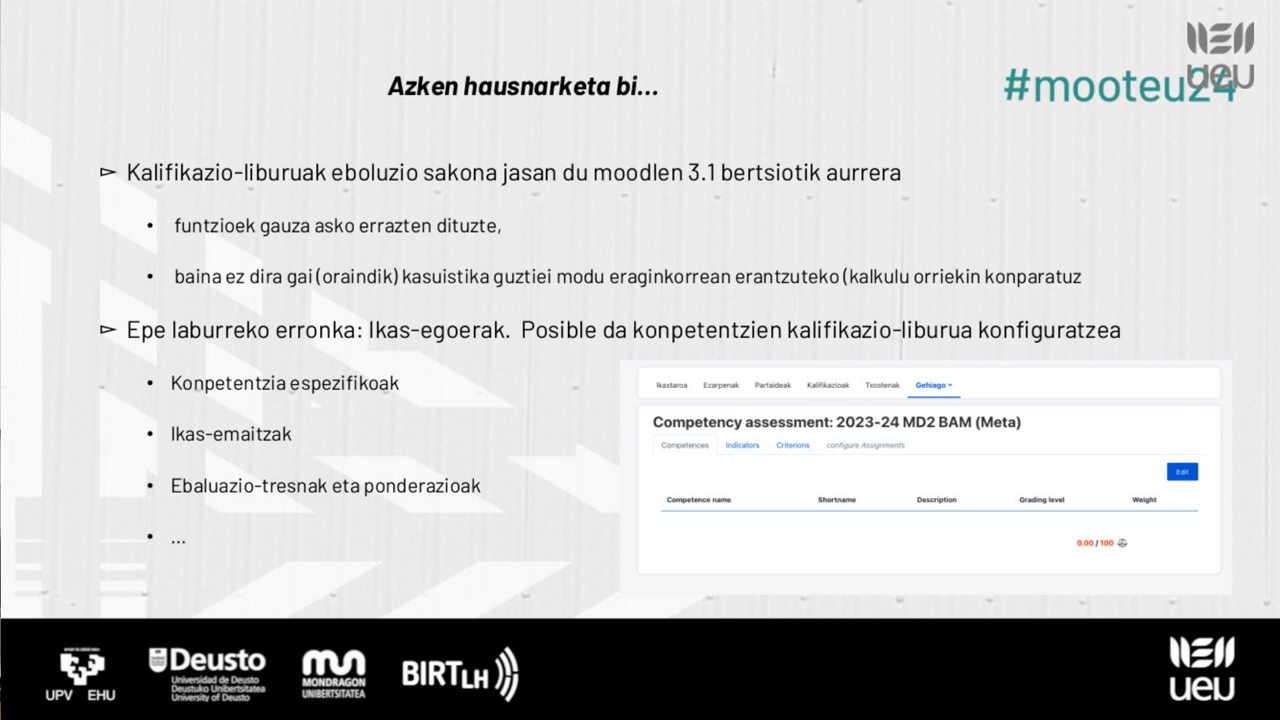 Azken hausnarketa bi...
#mooteu24
ueu
▻ Kalifikazio-liburuak eboluzio sakona jasan du moodlen 3.1 bertsiotik aurrera
• funtzioek gauza asko errazten dituzte,
• baina ez dira gai (oraindik) kasuistika guztiei modu eraginkorrean erantzuteko (kalkulu orriekin konparatuz
▻ Epe laburreko erronka: Ikas-egoerak. Posible da konpetentzien kalifikazio-liburua konfiguratzea
• Konpetentzia espezifikoak
• Ikas-emaitzak
• Ebaluazio-tresnak eta ponderazioak
• ...
Ikastaroa Ezarpenak Partaideak Kalifikazioak Txostenak Gehiago
Competency assessment: 2023-24 MD2 BAM (Meta)
Competences Indicators Criterions configure Assignments
Edit
Competence name Shortname Description Grading level Weight
0.00 / 100
UPV EHU
Deusto
Universidad de Deusto
Deustuko Unibertsitatea
University of Deusto
MONDRAGON
UNIBERTSITATEA
BIRT LH
ueu